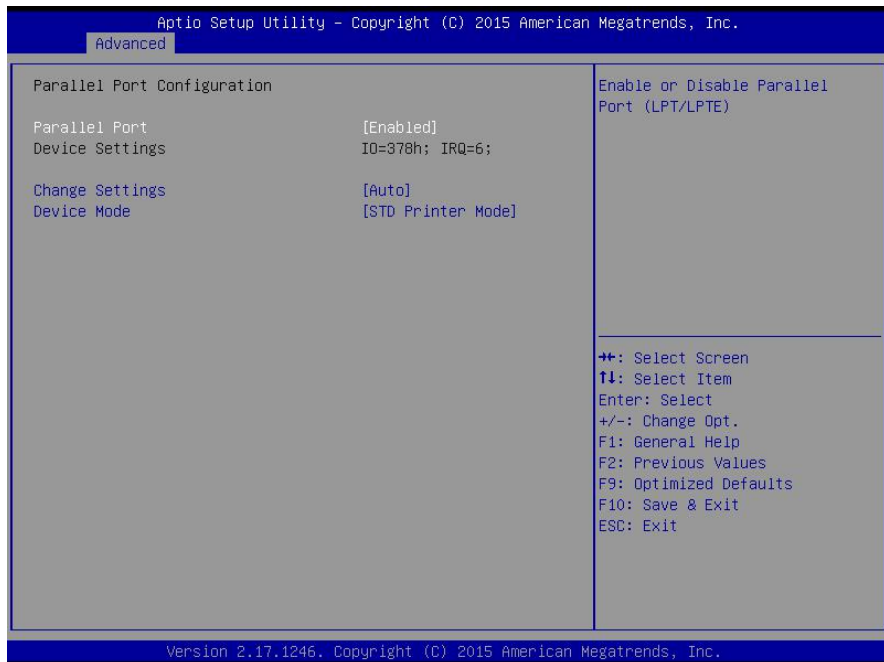 Aptio Setup Utility – Copyright (C) 2015 American Megatrends, Inc.
Advanced
Parallel Port Configuration
Parallel Port [Enabled]
Device Settings IO=378h; IRQ=6;
Change Settings [Auto]
Device Mode [STD Printer Mode]
Enable or Disable Parallel
Port (LPT/LPTE)
→←: Select Screen
↑↓: Select Item
Enter: Select
+/-: Change Opt.
F1: General Help
F2: Previous Values
F9: Optimized Defaults
F10: Save & Exit
ESC: Exit
Version 2.17.1246. Copyright (C) 2015 American Megatrends, Inc.